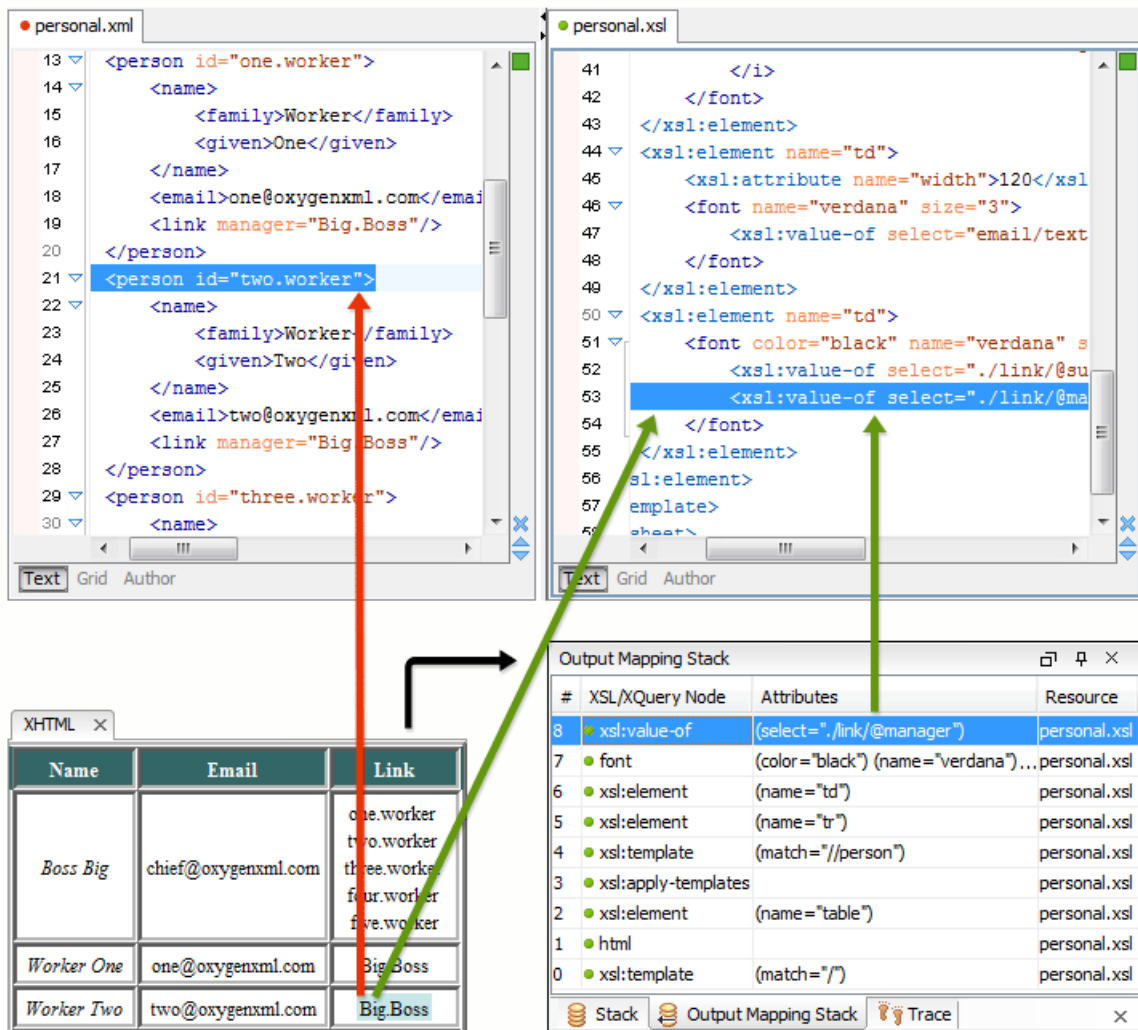 personal.xml
13 <person id="one.worker">
14 <name>
15 <family>Worker</family>
16 <given>One</given>
17 </name>
18 <email>one@oxygenxml.com</emai
19 <link manager="Big.Boss"/>
20 </person>
21 <person id="two.worker">
22 <name>
23 <family>Worker</family>
24 <given>Two</given>
25 </name>
26 <email>two@oxygenxml.com</emai
27 <link manager="Big.Boss"/>
28 </person>
29 <person id="three.worker">
30 <name>
Text Grid Author
personal.xsl
41 </i>
42 </font>
43 </xsl:element>
44 <xsl:element name="td">
45 <xsl:attribute name="width">120</xsl
46 <font name="verdana" size="3">
47 <xsl:value-of select="email/text
48 </font>
49 </xsl:element>
50 <xsl:element name="td">
51 <font color="black" name="verdana" s
52 <xsl:value-of select="./link/@su
53 <xsl:value-of select="./link/@ma
54 </font>
55 </xsl:element>
56 sl:element>
57 emplate>
58 sheet>
Text Grid Author
XHTML
Name Email Link
Boss Big chief@oxygenxml.com one.worker
two.worker
three.worker
four.worker
five.worker
Worker One one@oxygenxml.com Big.Boss
Worker Two two@oxygenxml.com Big.Boss
Output Mapping Stack
# XSL/XQuery Node Attributes Resource
8 xsl:value-of (select="./link/@manager") personal.xsl
7 font (color="black") (name="verdana") ... personal.xsl
6 xsl:element (name="td") personal.xsl
5 xsl:element (name="tr") personal.xsl
4 xsl:template (match="//person") personal.xsl
3 xsl:apply-templates personal.xsl
2 xsl:element (name="table") personal.xsl
1 html personal.xsl
0 xsl:template (match="/") personal.xsl
Stack Output Mapping Stack Trace